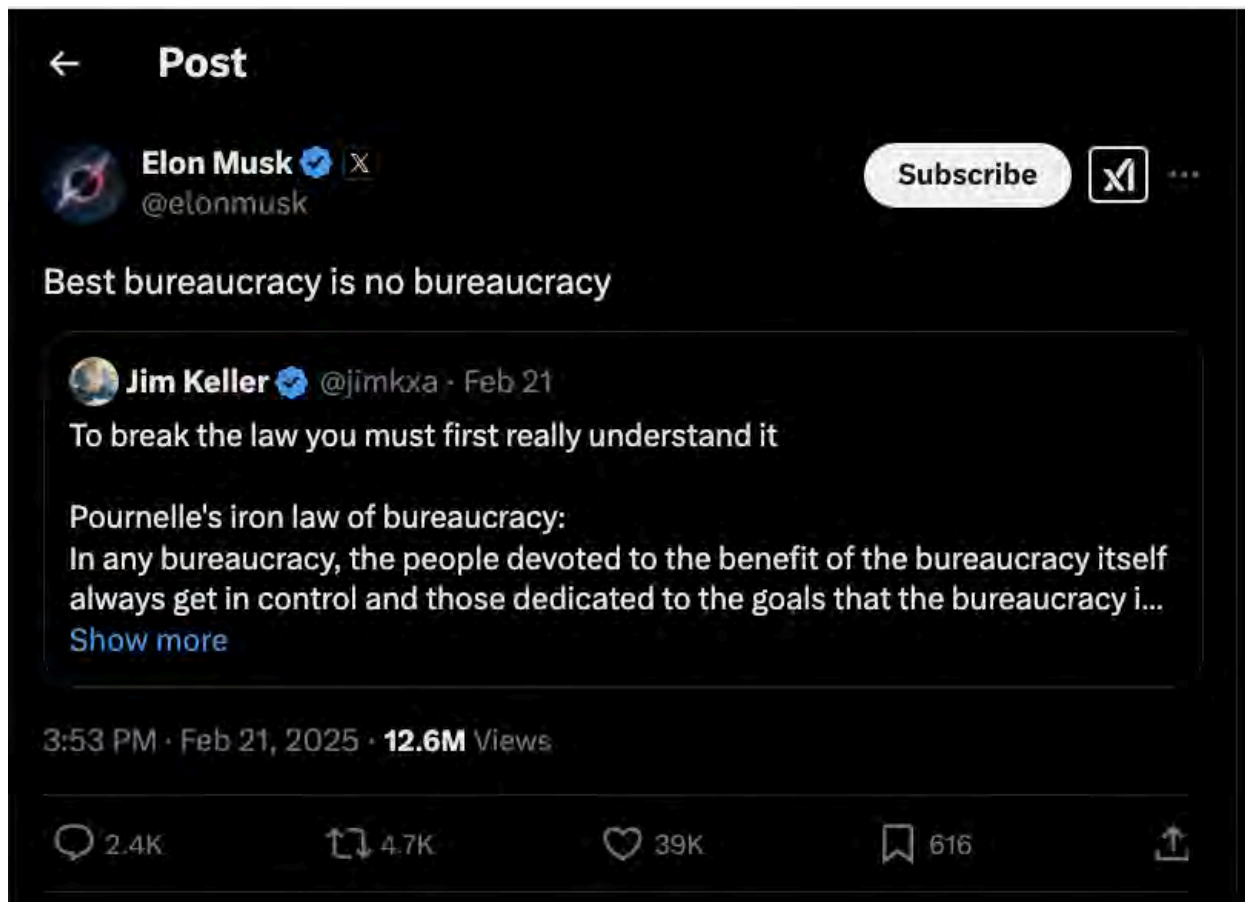 Post
Elon Musk
Subscribe
@elonmusk
Best bureaucracy is no bureaucracy
Jim Keller @jimkxa · Feb 21
To break the law you must first really understand it
Pournelle's iron law of bureaucracy:
In any bureaucracy, the people devoted to the benefit of the bureaucracy itself
always get in control and those dedicated to the goals that the bureaucracy i...
Show more
3:53 PM · Feb 21, 2025 · 12.6M Views
2.4K 4.7K 39K 616